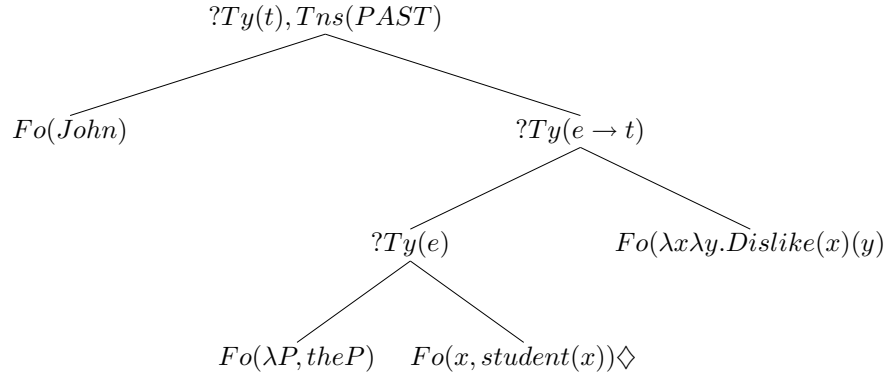 ?Ty(t), Tns(PAST)
Fo(John) ?Ty(e → t)
?Ty(e) Fo(λxλy.Dislike(x)(y)
Fo(λP, theP) Fo(x, student(x))◇